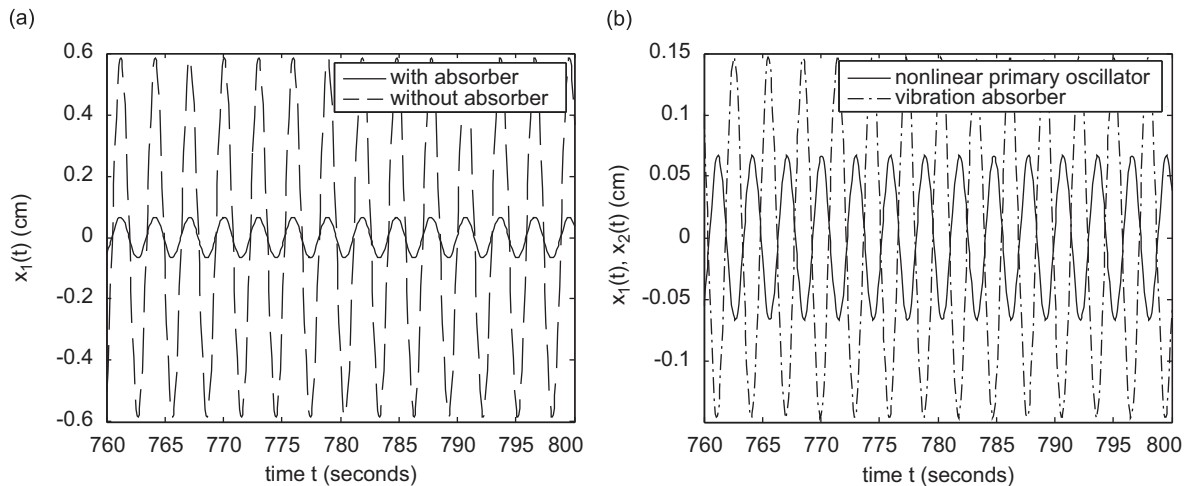 (a)
0.6
0.4
0.2
0
-0.2
-0.4
-0.6
x1(t) (cm)
with absorber
without absorber
760 765 770 775 780 785 790 795 800
time t (seconds)
(b)
0.15
0.1
0.05
0
-0.05
-0.1
x1(t), x2(t) (cm)
nonlinear primary oscillator
vibration absorber
760 765 770 775 780 785 790 795 800
time t (seconds)